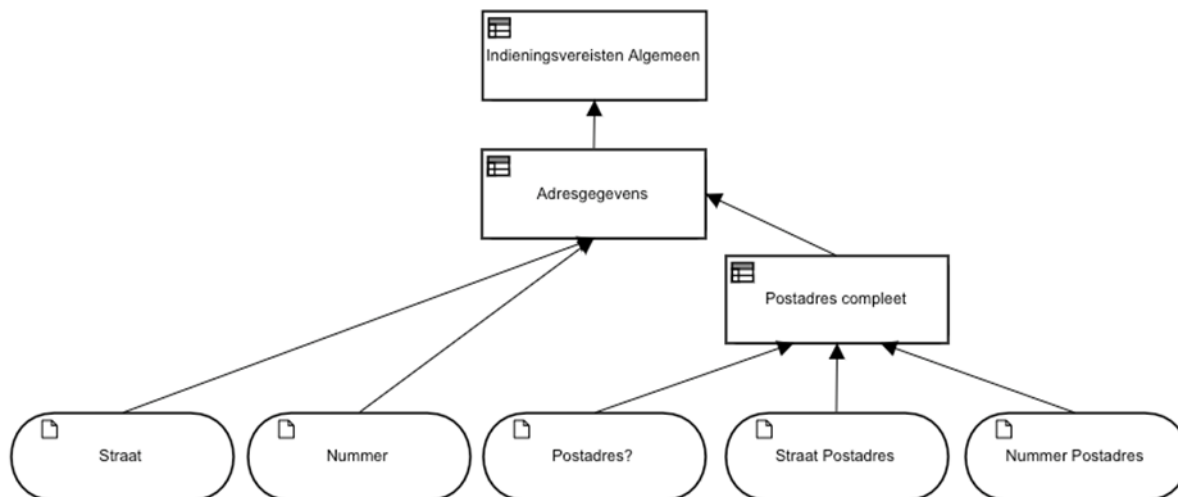 Indieningsvereisten Algemeen
Adresgegevens
Postadres compleet
Straat
Nummer
Postadres?
Straat Postadres
Nummer Postadres